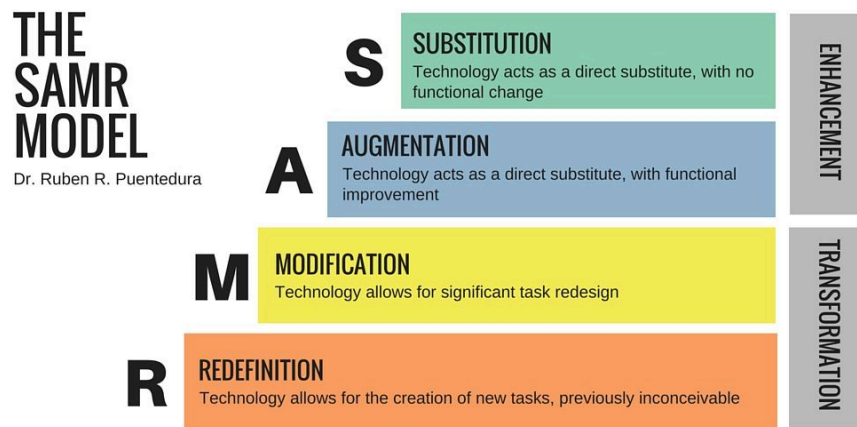 THE
SAMR
MODEL
Dr. Ruben R. Puentedura
S
SUBSTITUTION
Technology acts as a direct substitute, with no
functional change
A
AUGMENTATION
Technology acts as a direct substitute, with functional
improvement
ENHANCEMENT
M
MODIFICATION
Technology allows for significant task redesign
R
REDEFINITION
Technology allows for the creation of new tasks, previously inconceivable
TRANSFORMATION